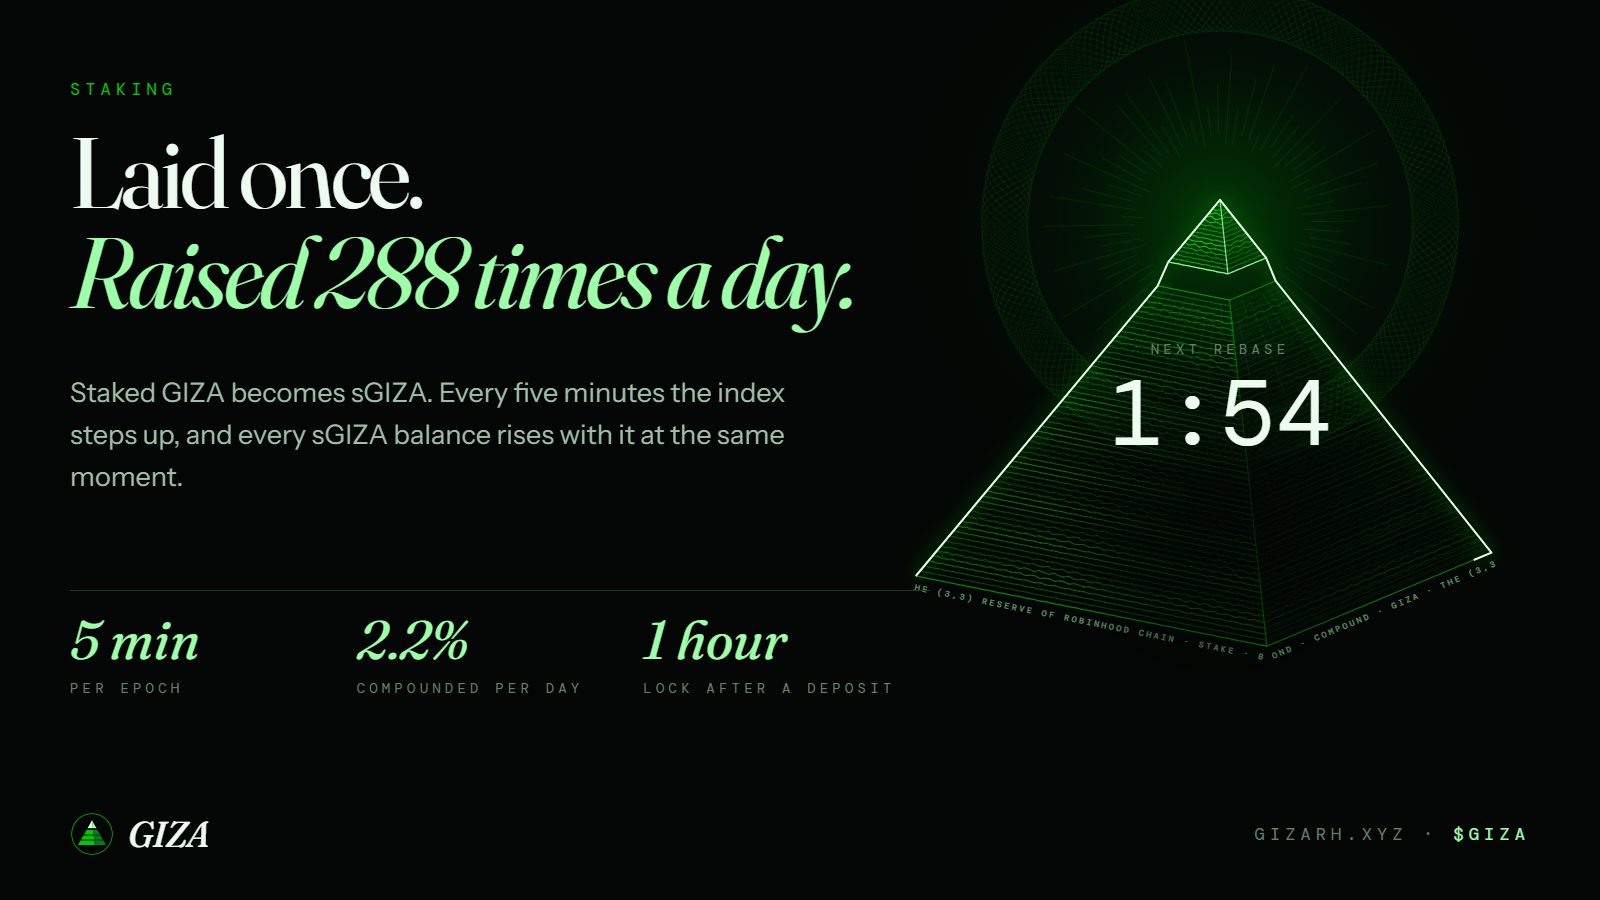 STAKING
Laid once.
Raised 288 times a day.
Staked GIZA becomes sGIZA. Every five minutes the index
steps up, and every sGIZA balance rises with it at the same
moment.
NEXT REBASE
1:54
HE (3,3) RESERVE OF ROBINHOOD CHAIN · STAKE · B
OND · COMPOUND · GIZA · THE (3,3
5 min
PER EPOCH
2.2%
COMPOUNDED PER DAY
1 hour
LOCK AFTER A DEPOSIT
GIZA
GIZARH.XYZ · $GIZA